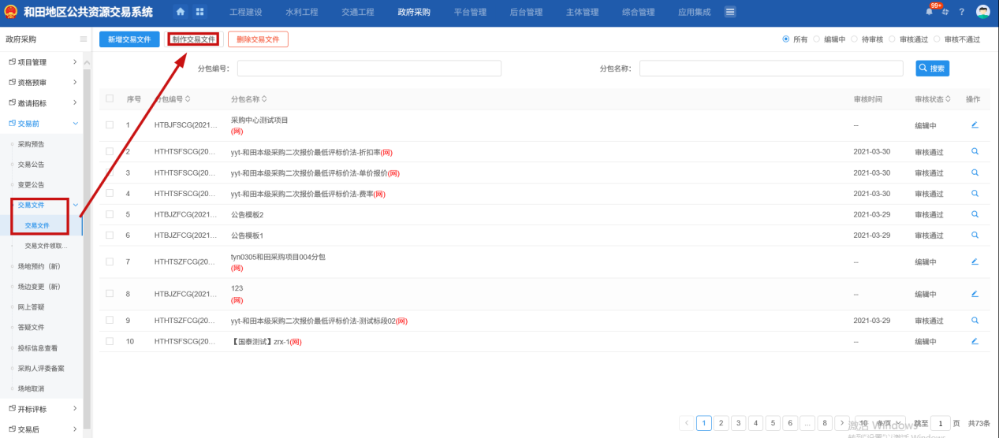 和田地区公共资源交易系统 工程建设 水利工程 交通工程 政府采购 平台管理 后台管理 主体管理 综合管理 应用集成 99+ ?
政府采购
新增交易文件 制作交易文件 删除交易文件 所有 编辑中 待审核 审核通过 审核不通过
项目管理
资格预审
邀请招标
交易前
采购预告
交易公告
变更公告
交易文件
交易文件
交易文件领取...
场地预约（新）
场边变更（新）
网上答疑
答疑文件
投标信息查看
采购人评委备案
场地取消
开标评标
交易后
分包编号： 分包名称： 搜索
序号 分包编号 分包名称 审核时间 审核状态 操作
1 HTBJFSCG(2021... 采购中心测试项目 -- 编辑中
(网)
2 HTHTSFSCG(20... yyt-和田本级采购二次报价最低评标价法-折扣率(网) 2021-03-30 审核通过
3 HTHTSFSCG(20... yyt-和田本级采购二次报价最低评标价法-单价报价(网) 2021-03-30 审核通过
4 HTHTSFSCG(20... yyt-和田本级采购二次报价最低评标价法-费率(网) 2021-03-30 审核通过
5 HTBJZFCG(2021... 公告模板2 2021-03-29 审核通过
6 HTBJZFCG(2021... 公告模板1 2021-03-29 审核通过
7 HTHTSZFCG(20... tyn0305和田采购项目004分包 -- 编辑中
(网)
8 HTBJZFCG(2021... 123 -- 编辑中
(网)
9 HTHTSZFCG(20... yyt-和田本级采购二次报价最低评标价法-测试标段02(网) 2021-03-29 审核通过
10 HTHTSFSCG(20... 【国泰测试】zrx-1(网) -- 编辑中
< 1 2 3 4 5 6 ... 8 > 10 条/页 跳至 1 页 共73条
激活 Windows